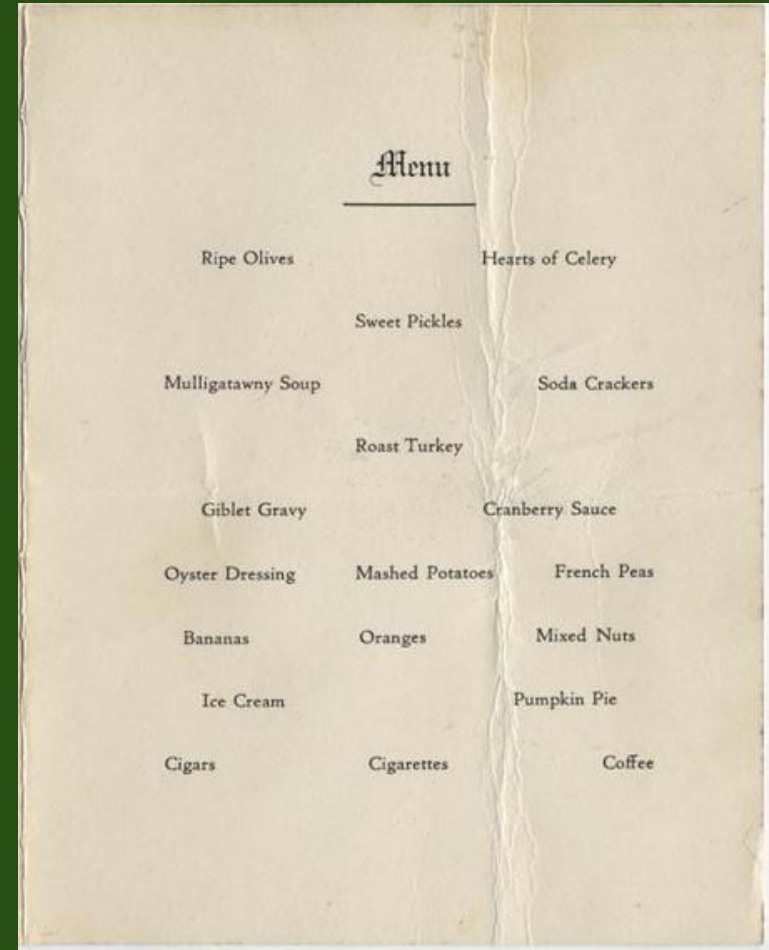 Menu
Ripe Olives Hearts of Celery
Sweet Pickles
Mulligatawny Soup Soda Crackers
Roast Turkey
Giblet Gravy Cranberry Sauce
Oyster Dressing Mashed Potatoes French Peas
Bananas Oranges Mixed Nuts
Ice Cream Pumpkin Pie
Cigars Cigarettes Coffee